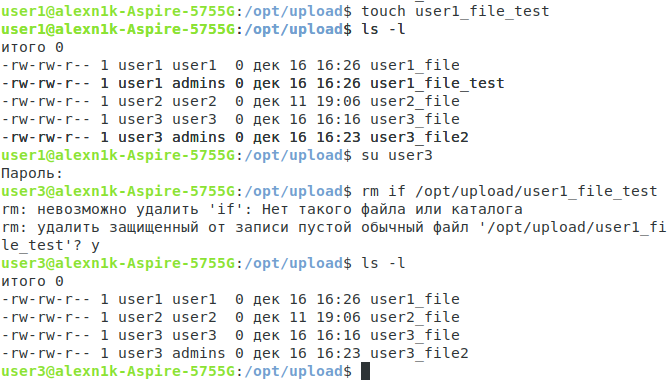 user1@alexn1k-Aspire-5755G:/opt/upload$ touch user1_file_test
user1@alexn1k-Aspire-5755G:/opt/upload$ ls -l
итого 0
-rw-rw-r-- 1 user1 user1  0 дек 16 16:26 user1_file
-rw-rw-r-- 1 user1 admins 0 дек 16 16:26 user1_file_test
-rw-rw-r-- 1 user2 user2  0 дек 11 19:06 user2_file
-rw-rw-r-- 1 user3 user3  0 дек 16 16:16 user3_file
-rw-rw-r-- 1 user3 admins 0 дек 16 16:23 user3_file2
user1@alexn1k-Aspire-5755G:/opt/upload$ su user3
Пароль:
user3@alexn1k-Aspire-5755G:/opt/upload$ rm if /opt/upload/user1_file_test
rm: невозможно удалить 'if': Нет такого файла или каталога
rm: удалить защищенный от записи пустой обычный файл '/opt/upload/user1_fi
le_test'? y
user3@alexn1k-Aspire-5755G:/opt/upload$ ls -l
итого 0
-rw-rw-r-- 1 user1 user1  0 дек 16 16:26 user1_file
-rw-rw-r-- 1 user2 user2  0 дек 11 19:06 user2_file
-rw-rw-r-- 1 user3 user3  0 дек 16 16:16 user3_file
-rw-rw-r-- 1 user3 admins 0 дек 16 16:23 user3_file2
user3@alexn1k-Aspire-5755G:/opt/upload$